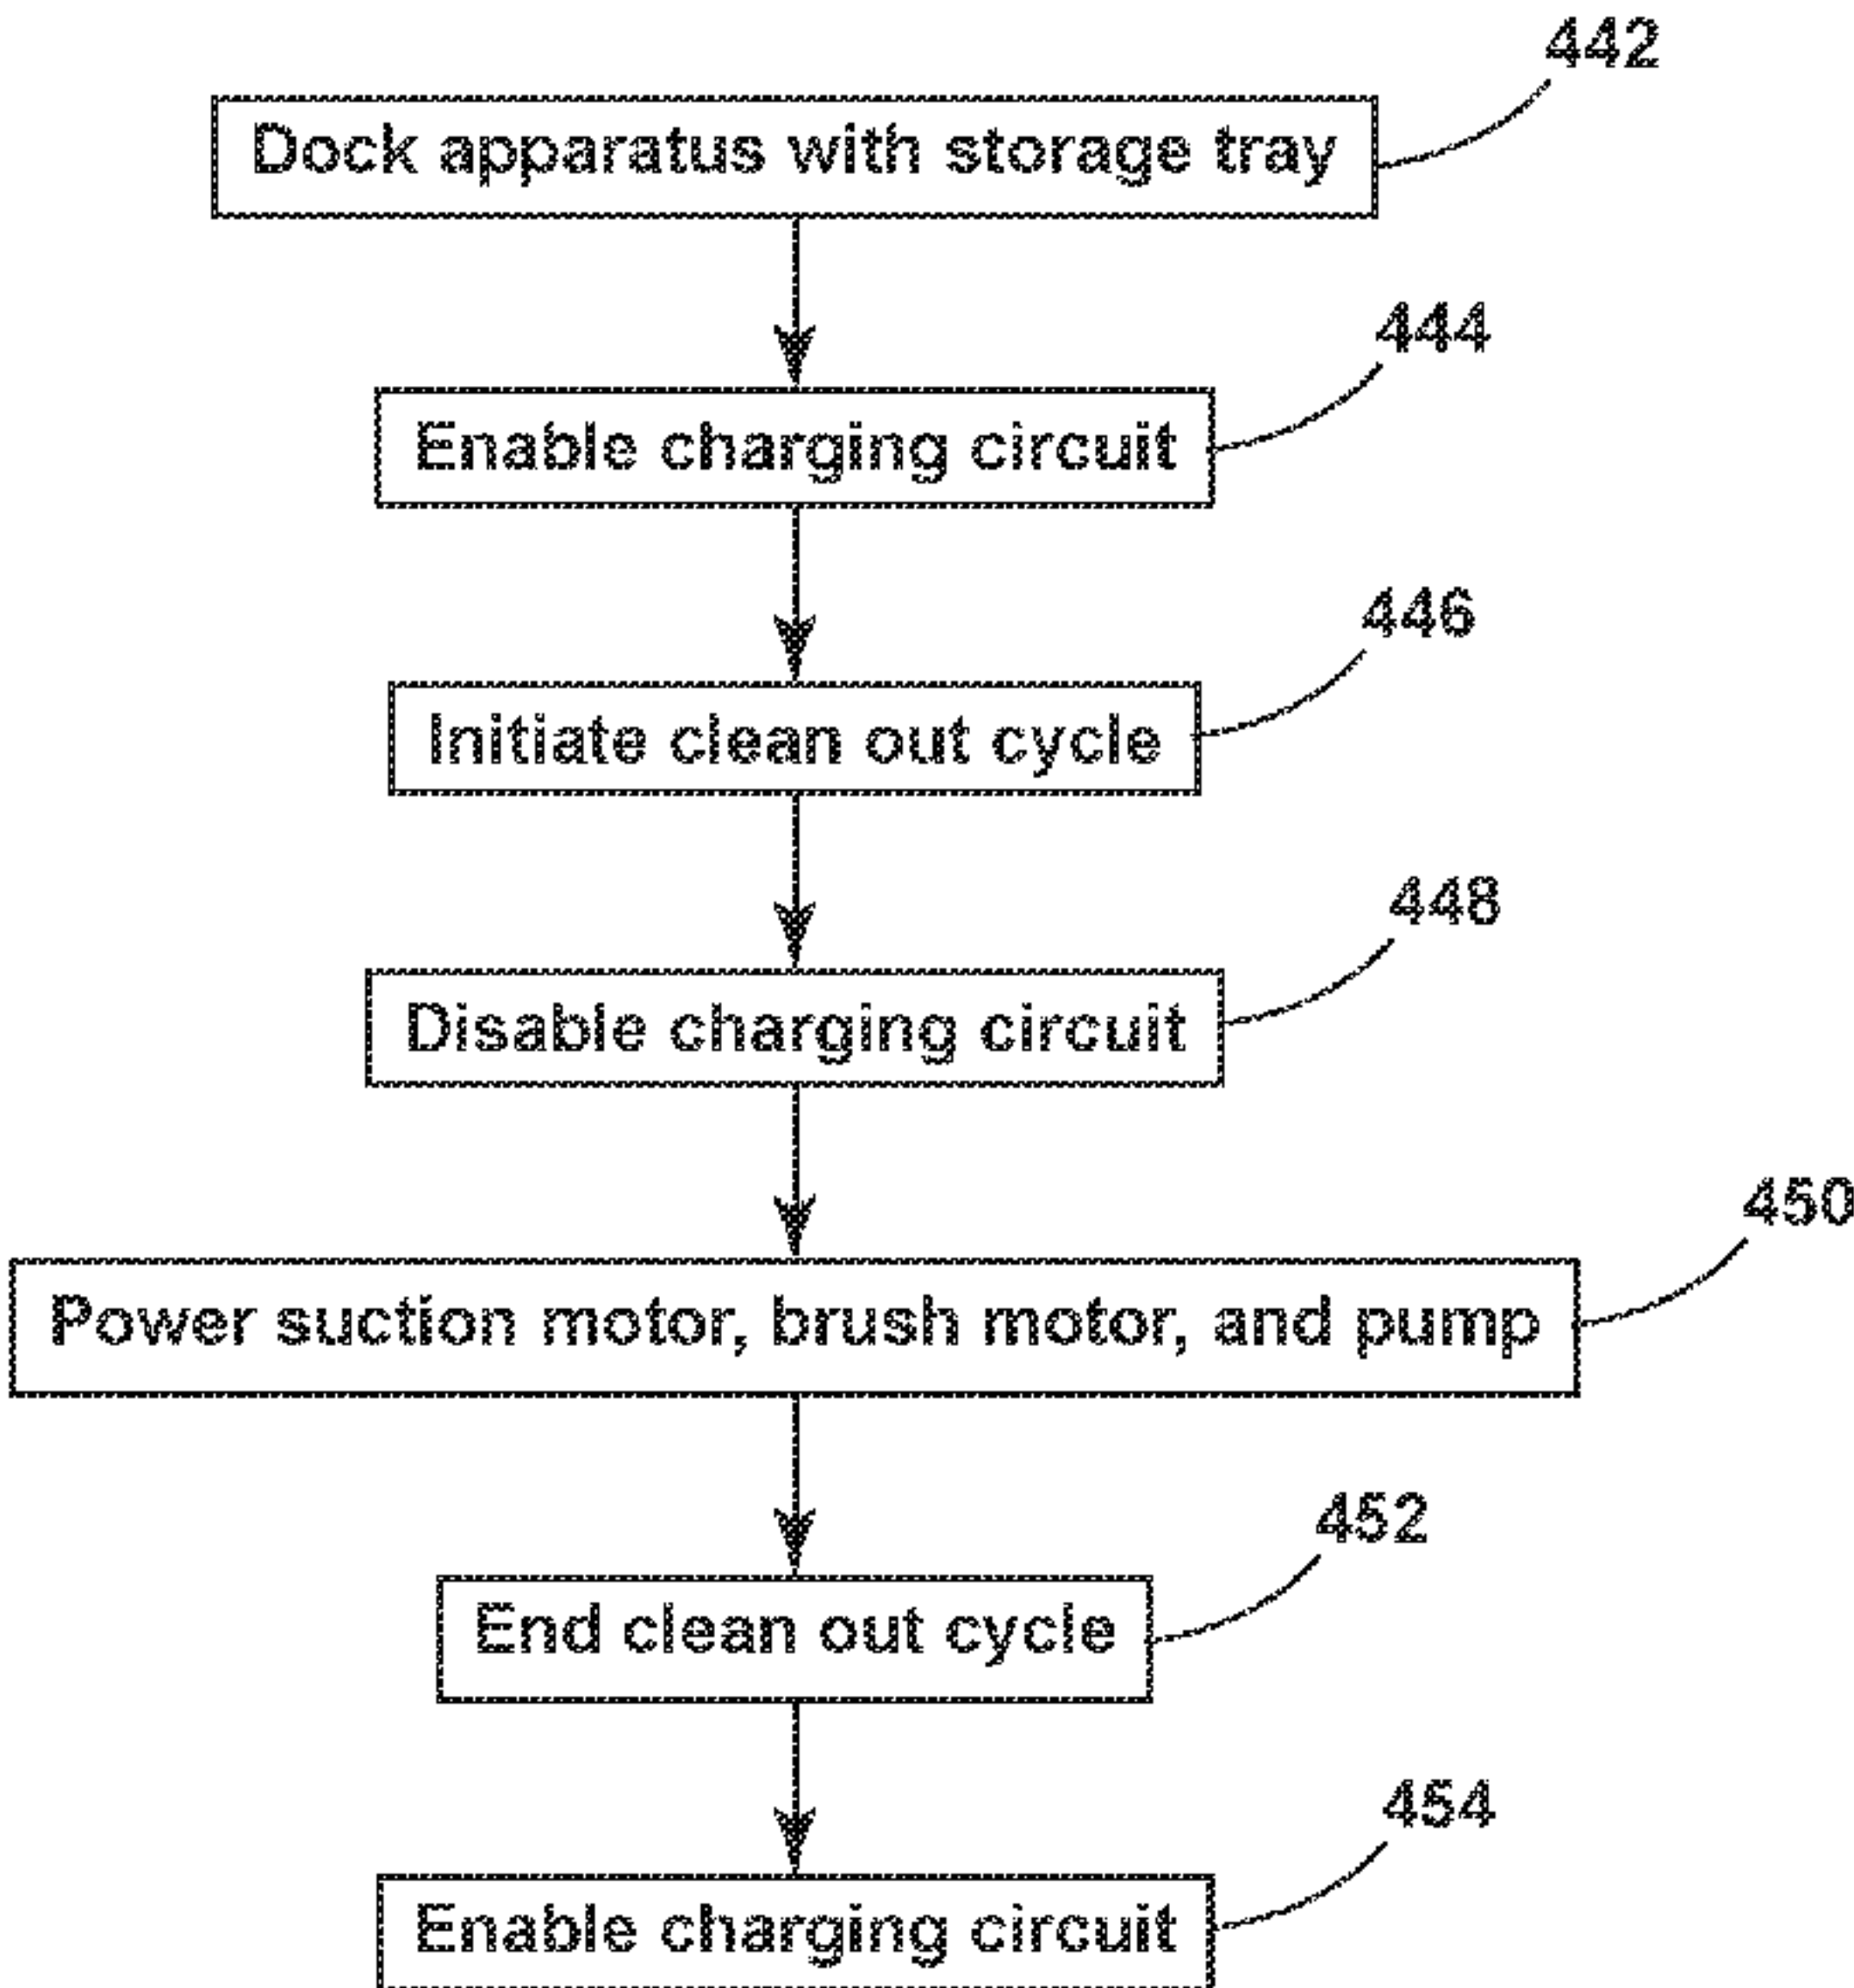 442
Dock apparatus with storage tray
444
Enable charging circuit
446
Initiate clean out cycle
448
Disable charging circuit
450
Power suction motor, brush motor, and pump
452
End clean out cycle
454
Enable charging circuit